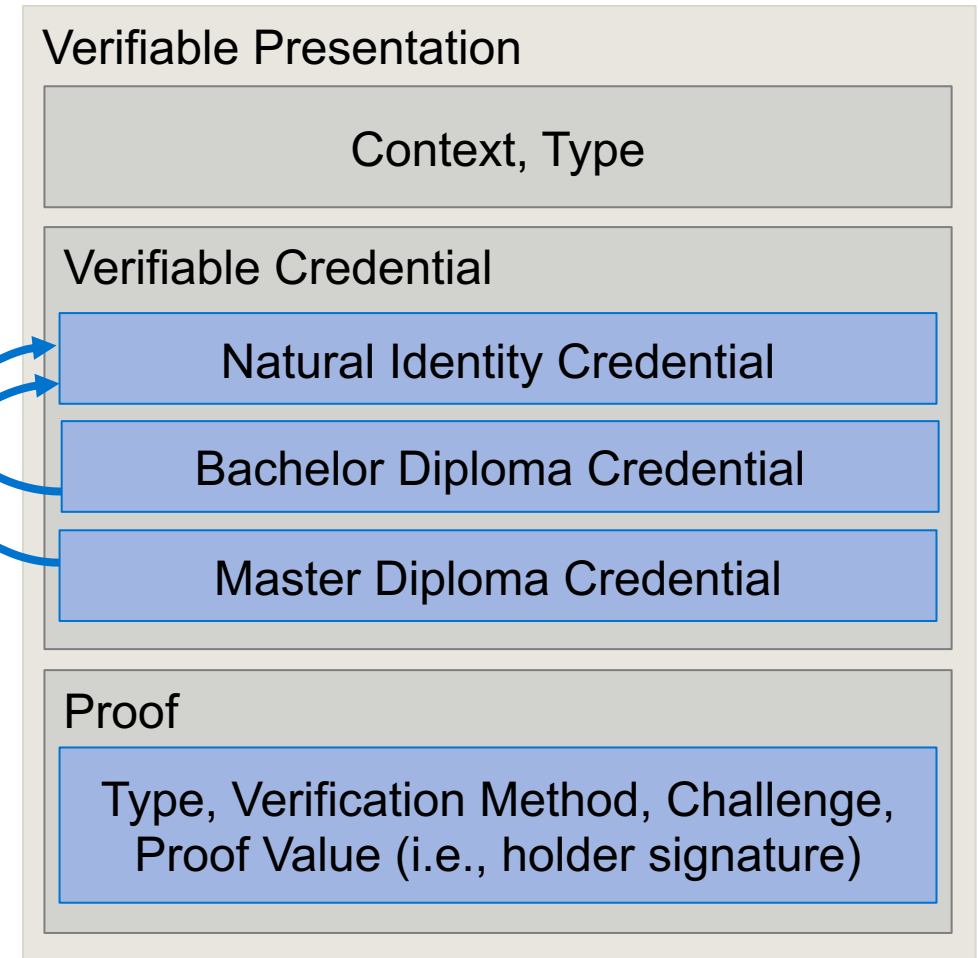 Verifiable Presentation
Context, Type
Verifiable Credential
Natural Identity Credential
Bachelor Diploma Credential
Master Diploma Credential
Proof
Type, Verification Method, Challenge,
Proof Value (i.e., holder signature)